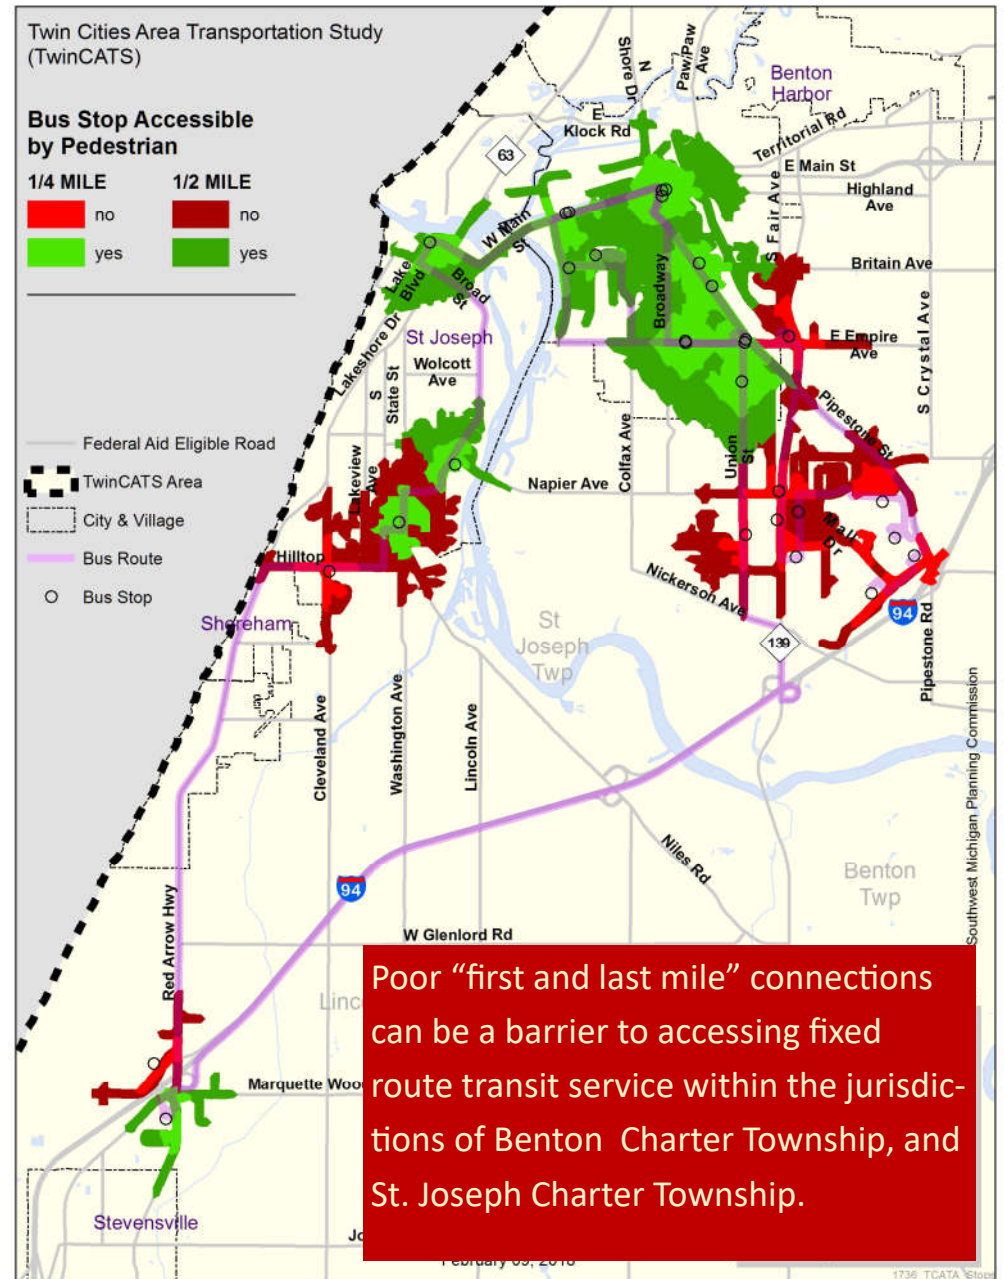 Twin Cities Area Transportation Study
(TwinCATS)
Bus Stop Accessible
by Pedestrian
1/4 MILE
1/2 MILE
no
no
yes
yes
Federal Aid Eligible Road
TwinCATS Area
City & Village
Bus Route
Bus Stop
N
Shore Dr
Paw Paw
Ave
Benton
Harbor
E
Klock Rd
Territorial Rd
63
E Main St
Highland
Ave
S Fair Ave
W Main
St
Britain Ave
Lake
Blvd
Broad
St
Broadway
S Crystal Ave
Lakeshore Dr
St Joseph
E Empire
Ave
Wolcott
Ave
S
State St
Pipestone St
Lakeview
Ave
Colfax Ave
Union
St
Napier Ave
Mall
Dr
Hilltop
Nickerson Ave
94
Shoreham
St
Joseph
Twp
139
Pipestone Rd
Cleveland Ave
Washington Ave
Lincoln Ave
Southwest Michigan Planning Commission
Niles Rd
Benton
Twp
94
Red Arrow Hwy
W Glenlord Rd
Poor “first and last mile” connections
can be a barrier to accessing fixed
route transit service within the jurisdic-
tions of Benton Charter Township, and
St. Joseph Charter Township.
Linc
Marquette Wood
Stevensville
Jo
February 09, 2018
1736_TCATA_Stops